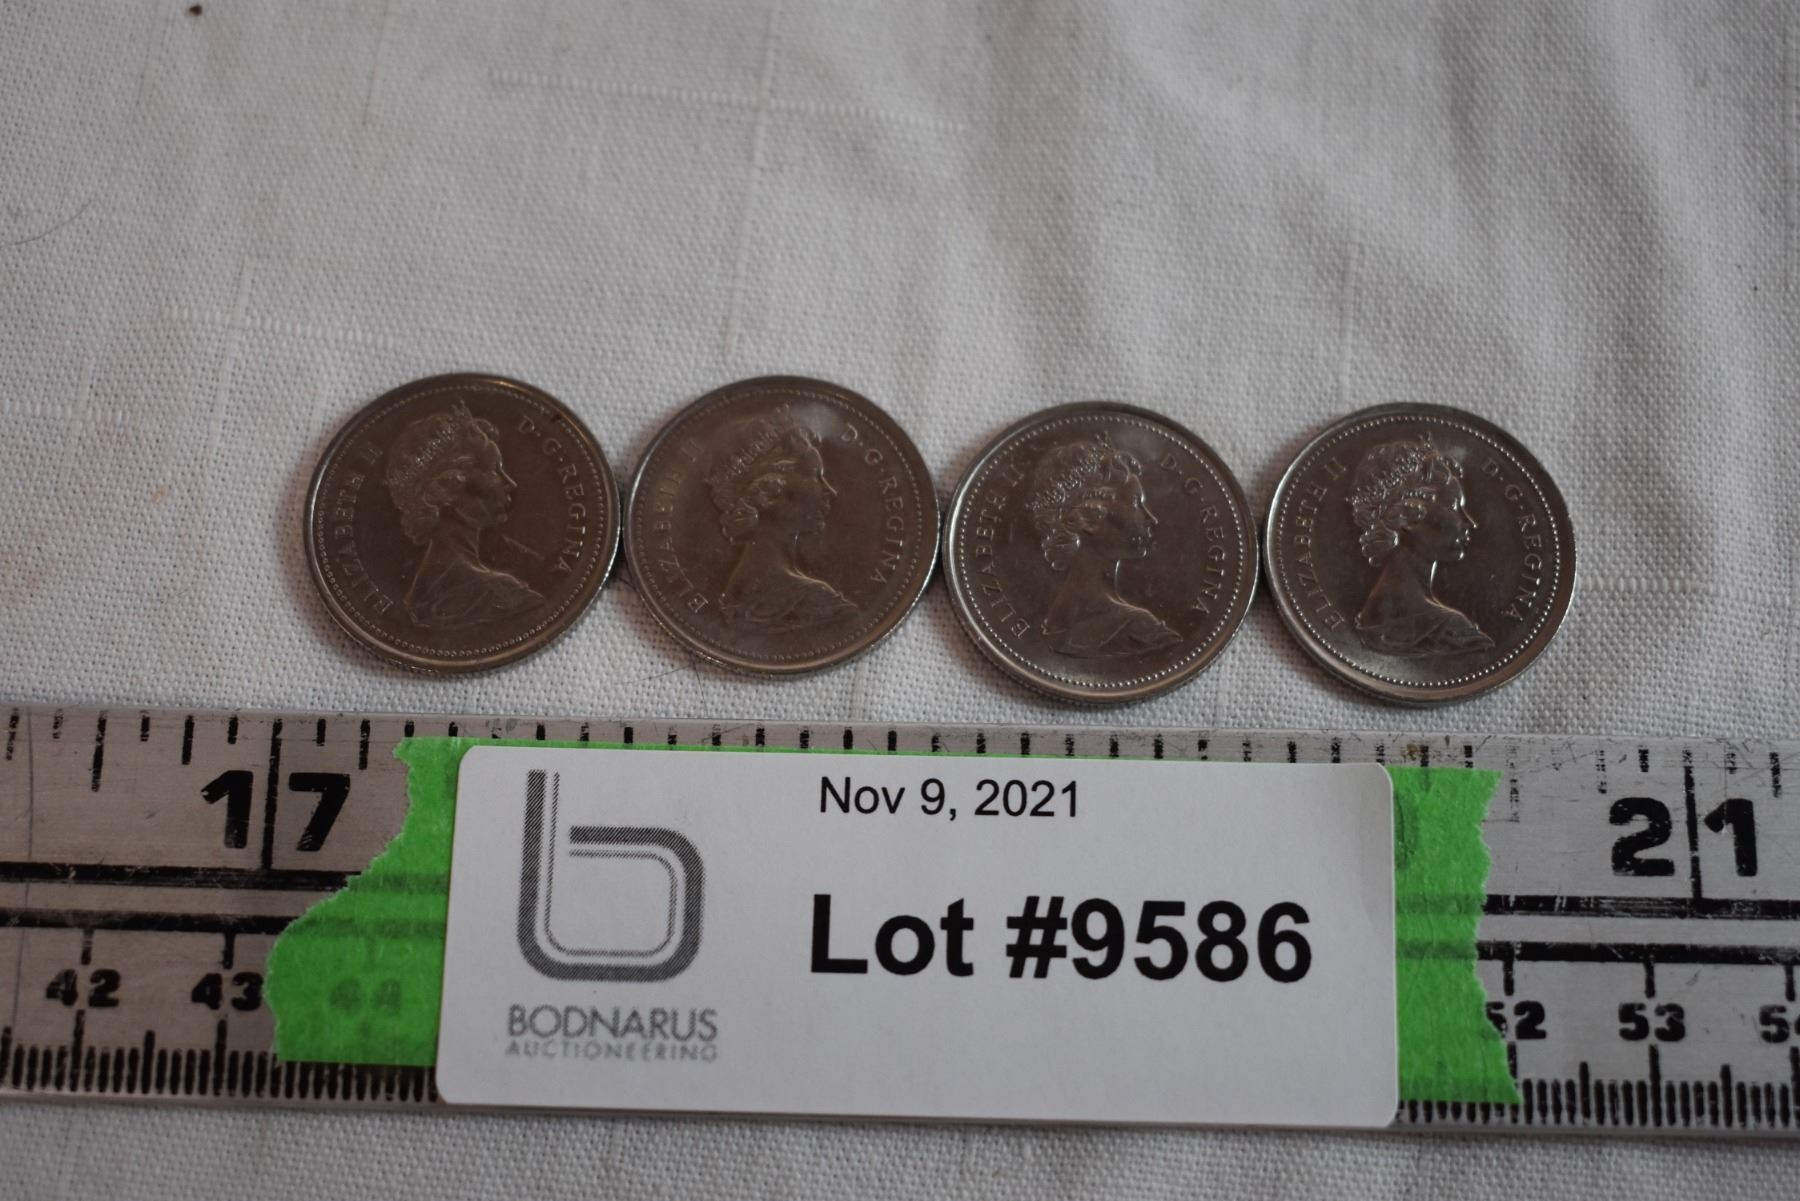 ELIZABETH II D·G·REGINA
ELIZABETH II D·G·REGINA
ELIZABETH II D·G·REGINA
ELIZABETH II D·G·REGINA
17 21
Nov 9, 2021
Lot #9586
BODNARUS
AUCTIONEERING
42 43 44 52 53